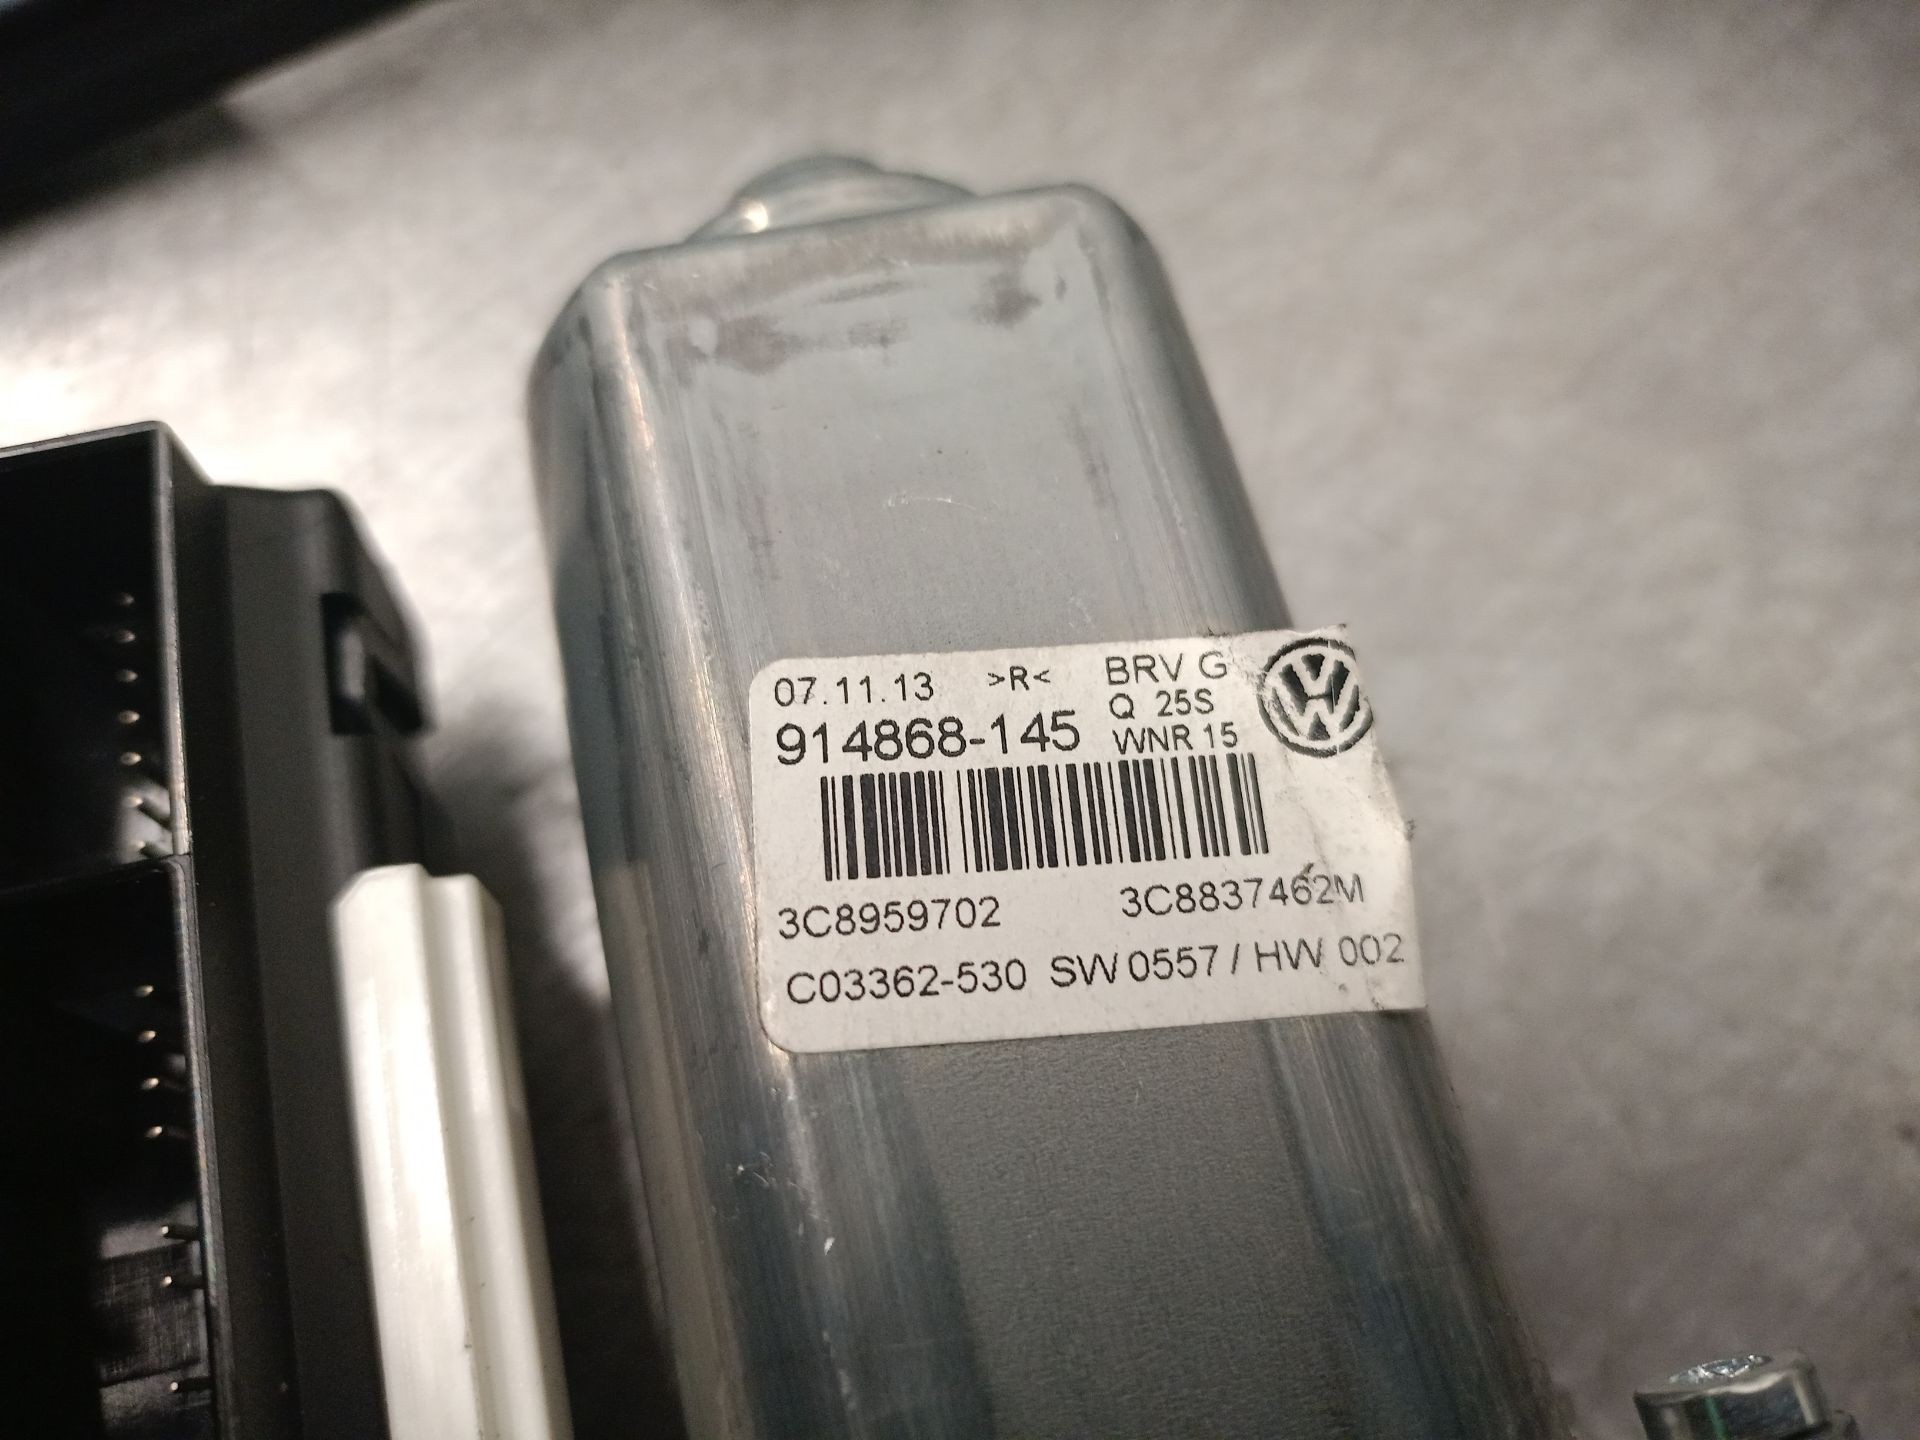 07.11.13 >R< BRV G
Q 25S
914868-145 WNR 15
3C8959702 3C8837462M
C03362-530 SW 0557 / HW 002